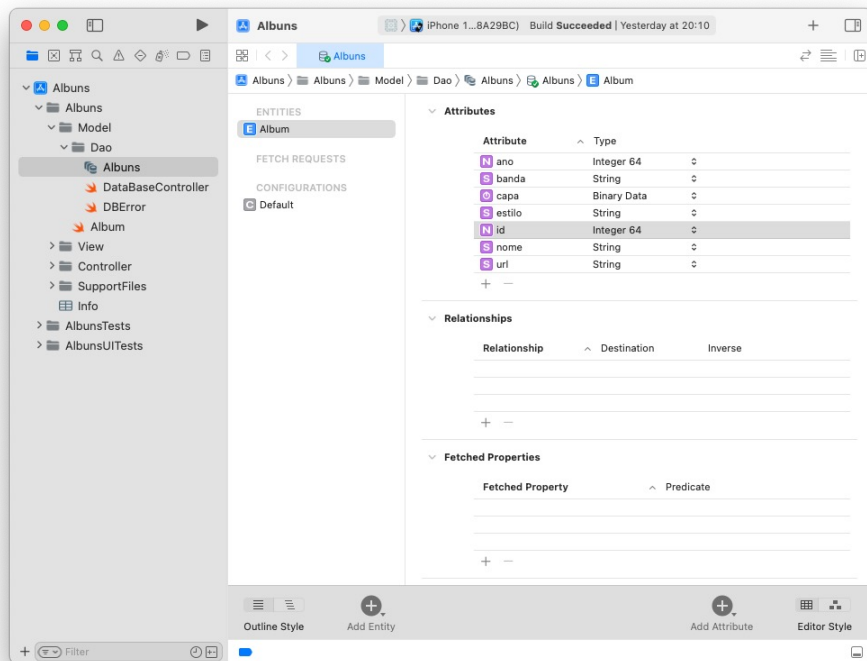 Albuns
iPhone 1...8A29BC) Build Succeeded | Yesterday at 20:10
Albuns
Albuns Albuns Model Dao Albuns Albuns E Album
Albuns
Albuns
Model
Dao
Albuns
DataBaseController
DBError
Album
View
Controller
SupportFiles
Info
AlbunsTests
AlbunsUITests
Filter
ENTITIES
E Album
FETCH REQUESTS
CONFIGURATIONS
C Default
Attributes
Attribute Type
N ano Integer 64
S banda String
capa Binary Data
S estilo String
N id Integer 64
S nome String
S url String
Relationships
Relationship Destination Inverse
Fetched Properties
Fetched Property Predicate
Outline Style Add Entity Add Attribute Editor Style